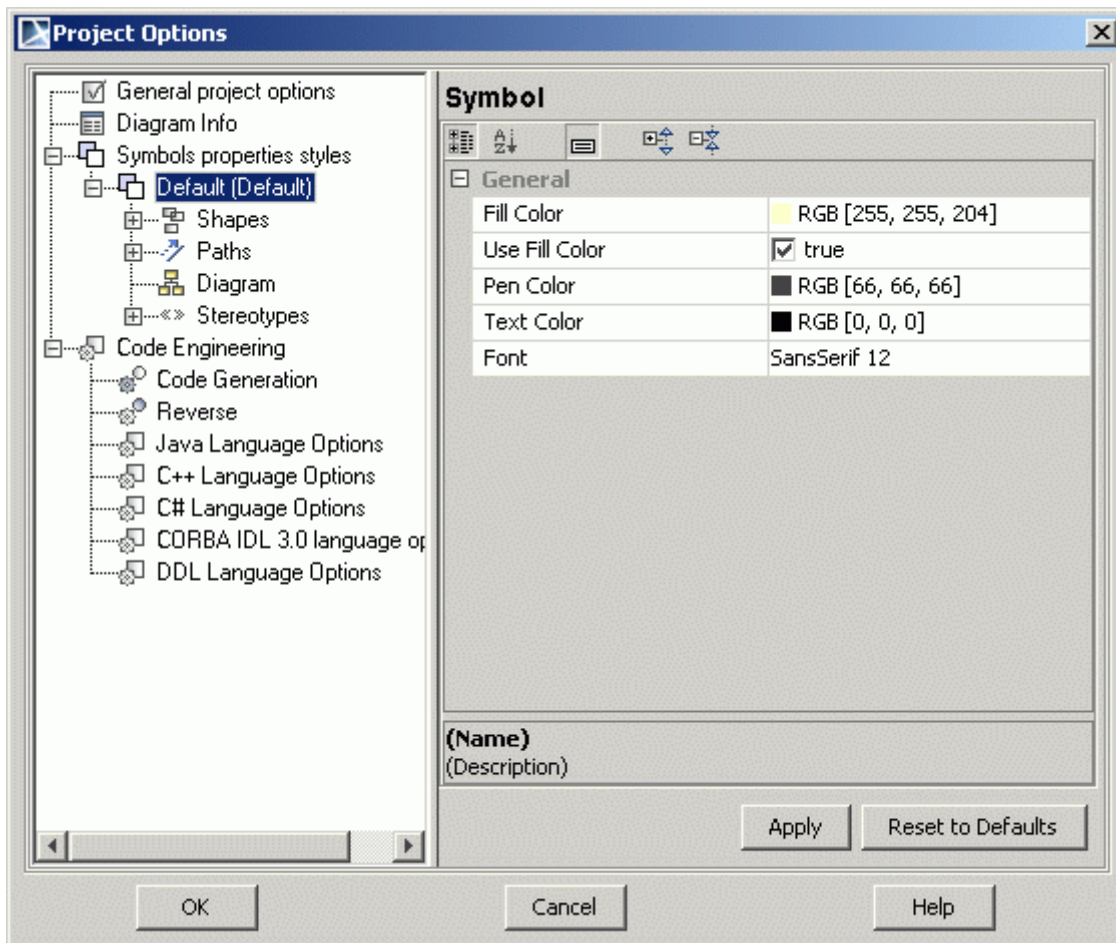 Project Options
General project options
Diagram Info
Symbols properties styles
Default (Default)
Shapes
Paths
Diagram
«» Stereotypes
Code Engineering
Code Generation
Reverse
Java Language Options
C++ Language Options
C# Language Options
CORBA IDL 3.0 language op
DDL Language Options
Symbol
General
Fill Color RGB [255, 255, 204]
Use Fill Color true
Pen Color RGB [66, 66, 66]
Text Color RGB [0, 0, 0]
Font SansSerif 12
(Name)
(Description)
Apply Reset to Defaults
OK Cancel Help